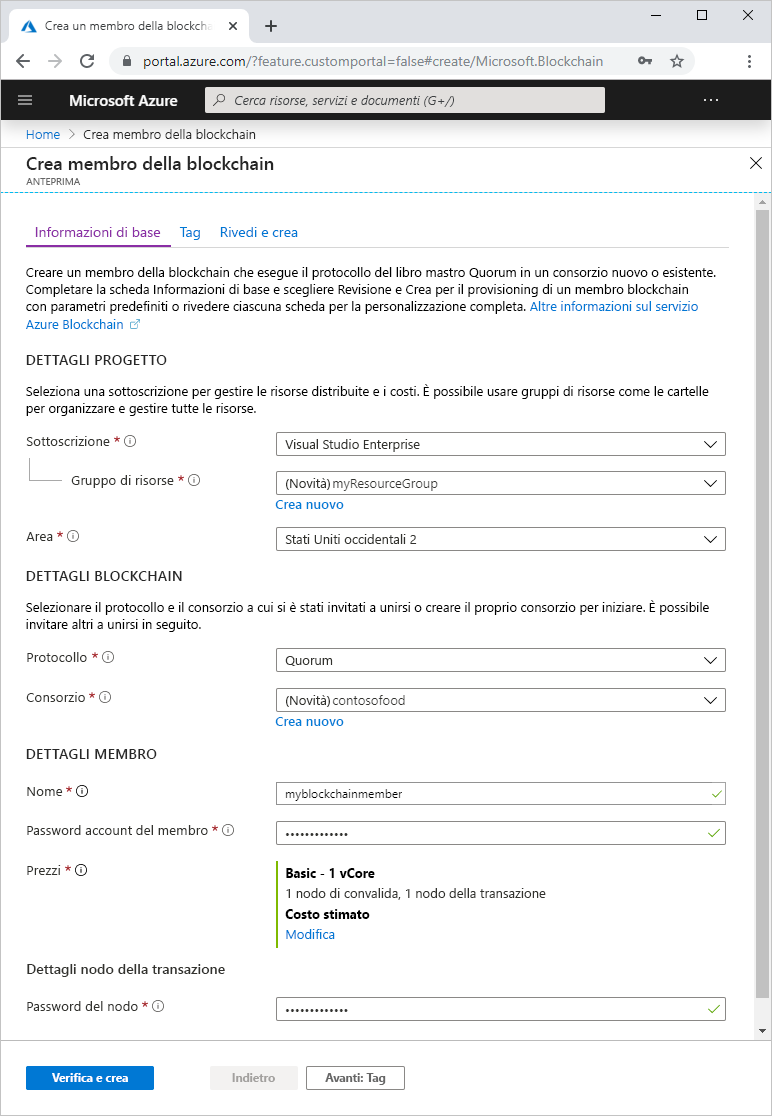 Crea un membro della blockcha
portal.azure.com/?feature.customportal=false#create/Microsoft.Blockchain
Microsoft Azure
Cerca risorse, servizi e documenti (G+/)
Home > Crea membro della blockchain
Crea membro della blockchain
ANTEPRIMA
Informazioni di base Tag Rivedi e crea
Creare un membro della blockchain che esegue il protocollo del libro mastro Quorum in un consorzio nuovo o esistente.
Completare la scheda Informazioni di base e scegliere Revisione e Crea per il provisioning di un membro blockchain
con parametri predefiniti o rivedere ciascuna scheda per la personalizzazione completa. Altre informazioni sul servizio
Azure Blockchain
DETTAGLI PROGETTO
Seleziona una sottoscrizione per gestire le risorse distribuite e i costi. È possibile usare gruppi di risorse come le cartelle
per organizzare e gestire tutte le risorse.
Sottoscrizione * Visual Studio Enterprise
Gruppo di risorse * (Novità) myResourceGroup
Crea nuovo
Area * Stati Uniti occidentali 2
DETTAGLI BLOCKCHAIN
Selezionare il protocollo e il consorzio a cui si è stati invitati a unirsi o creare il proprio consorzio per iniziare. È possibile
invitare altri a unirsi in seguito.
Protocollo * Quorum
Consorzio * (Novità) contosofood
Crea nuovo
DETTAGLI MEMBRO
Nome * myblockchainmember
Password account del membro * •••••••••••••
Prezzi * Basic - 1 vCore
1 nodo di convalida, 1 nodo della transazione
Costo stimato
Modifica
Dettagli nodo della transazione
Password del nodo * •••••••••••••
Verifica e crea Indietro Avanti: Tag